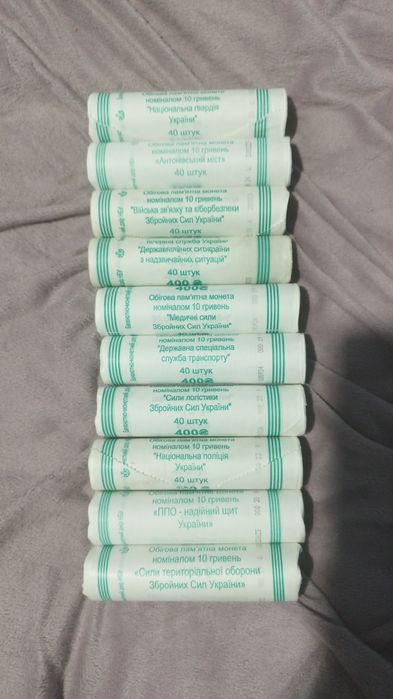 Обігова пам'ятна монета
номіналом 10 гривень
"Національна гвардія
України"
40 штук
Обігова пам'ятна монета
номіналом 10 гривень
«Антонівський міст»
40 штук
Обігова пам'ятна монета
номіналом 10 гривень
"Війська зв'язку та кібербезпеки
Збройних Сил України"
40 штук
служба України
з надзвичайних ситуацій"
40 штук
400₴
Обігова пам'ятна монета
номіналом 10 гривень
"Медичні сили
Збройних Сил України"
номіналом 10 гривень
"Державна спеціальна
служба транспорту"
40 штук
400₴
номіналом 10 гривень
"Сили логістики
Збройних Сил України"
40 штук
400₴
Обігова пам'ятна монета
номіналом 10 гривень
"Національна поліція
України"
40 штук
номіналом 10 гривень
«ППО - надійний щит
України»
Обігова пам'ятна монета
номіналом 10 гривень
«Сили територіальної оборони
Збройних Сил України»